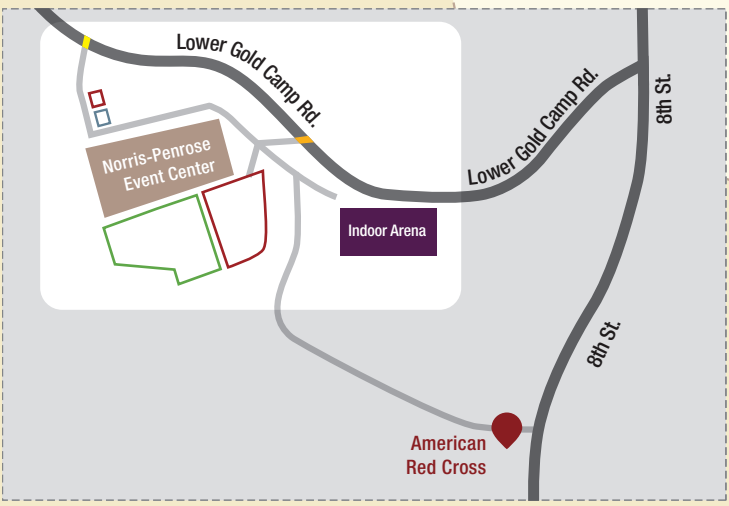 Lower Gold Camp Rd.
Lower Gold Camp Rd.
8th St.
Norris-Penrose
Event Center
Indoor Arena
8th St.
American
Red Cross